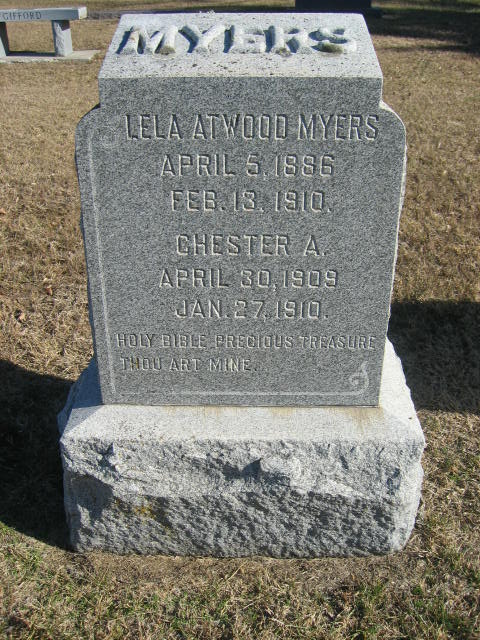 GIFFORD
MYERS
LELA ATWOOD MYERS
APRIL 5, 1886
FEB. 13, 1910.
CHESTER A.
APRIL 30, 1909
JAN. 27, 1910.
HOLY BIBLE PRECIOUS TREASURE
THOU ART MINE.